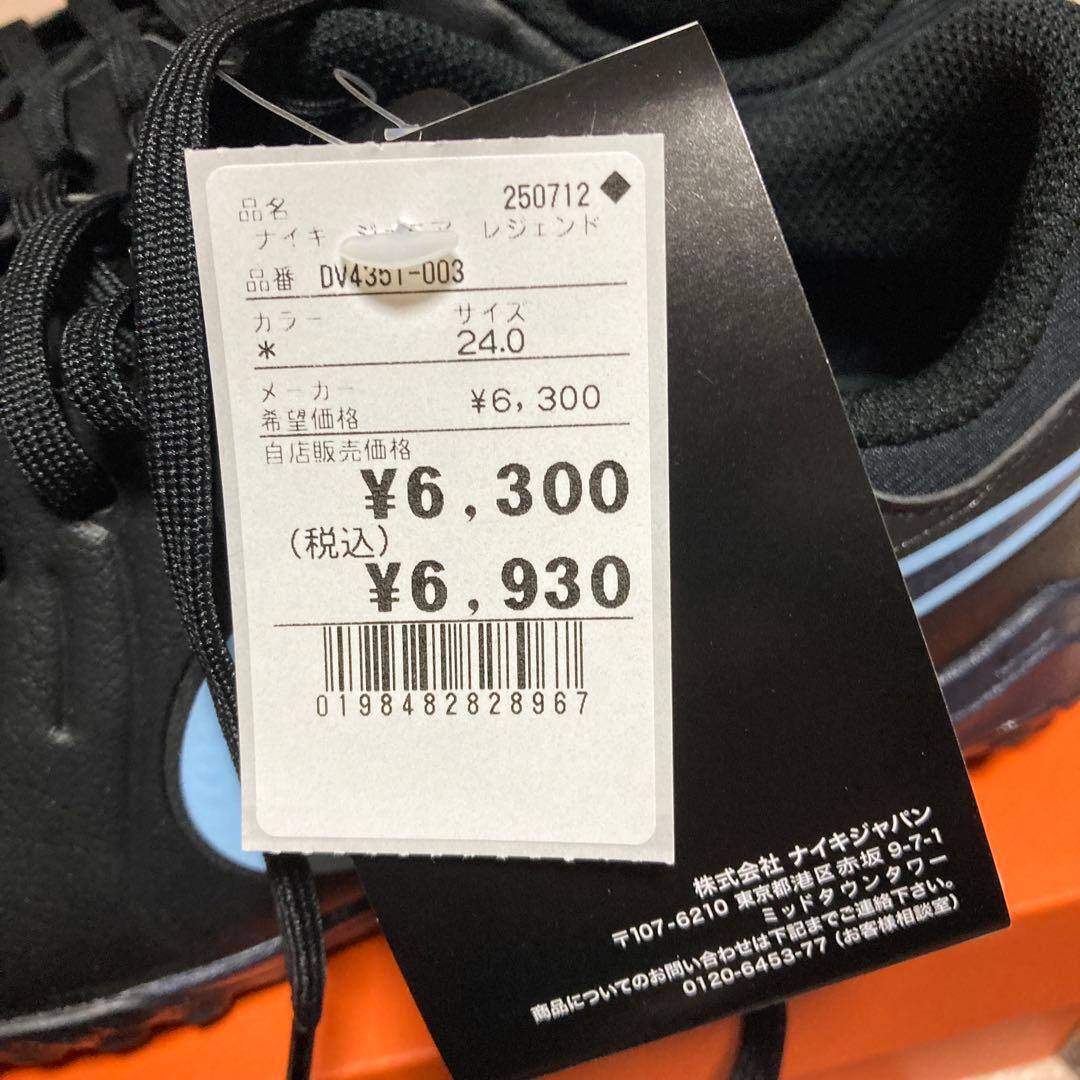 品名 250712◆
ナイキ レジェンド
品番 DV4351-003
カラー サイズ
* 24.0
メーカー
希望価格 ¥6,300
自店販売価格
¥6,300
(税込)
¥6,930
0198482828967
株式会社 ナイキジャパン
〒107-6210 東京都港区赤坂 9-7-1
ミッドタウンタワー
商品についてのお問い合わせは下記までご連絡下さい。
0120-6453-77 (お客様相談室)